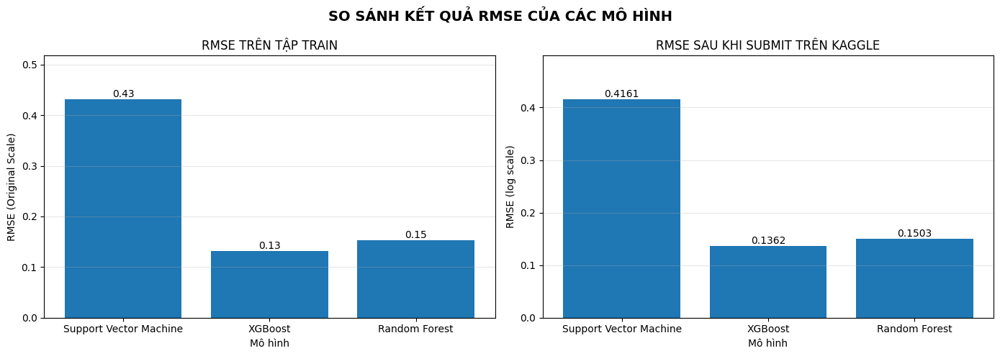 SO SÁNH KẾT QUẢ RMSE CỦA CÁC MÔ HÌNH
RMSE TRÊN TẬP TRAIN
RMSE (Original Scale)
0.5
0.4
0.3
0.2
0.1
0.0
0.43
0.13
0.15
Support Vector Machine
XGBoost
Random Forest
Mô hình
RMSE SAU KHI SUBMIT TRÊN KAGGLE
RMSE (log scale)
0.4
0.3
0.2
0.1
0.0
0.4161
0.1362
0.1503
Support Vector Machine
XGBoost
Random Forest
Mô hình